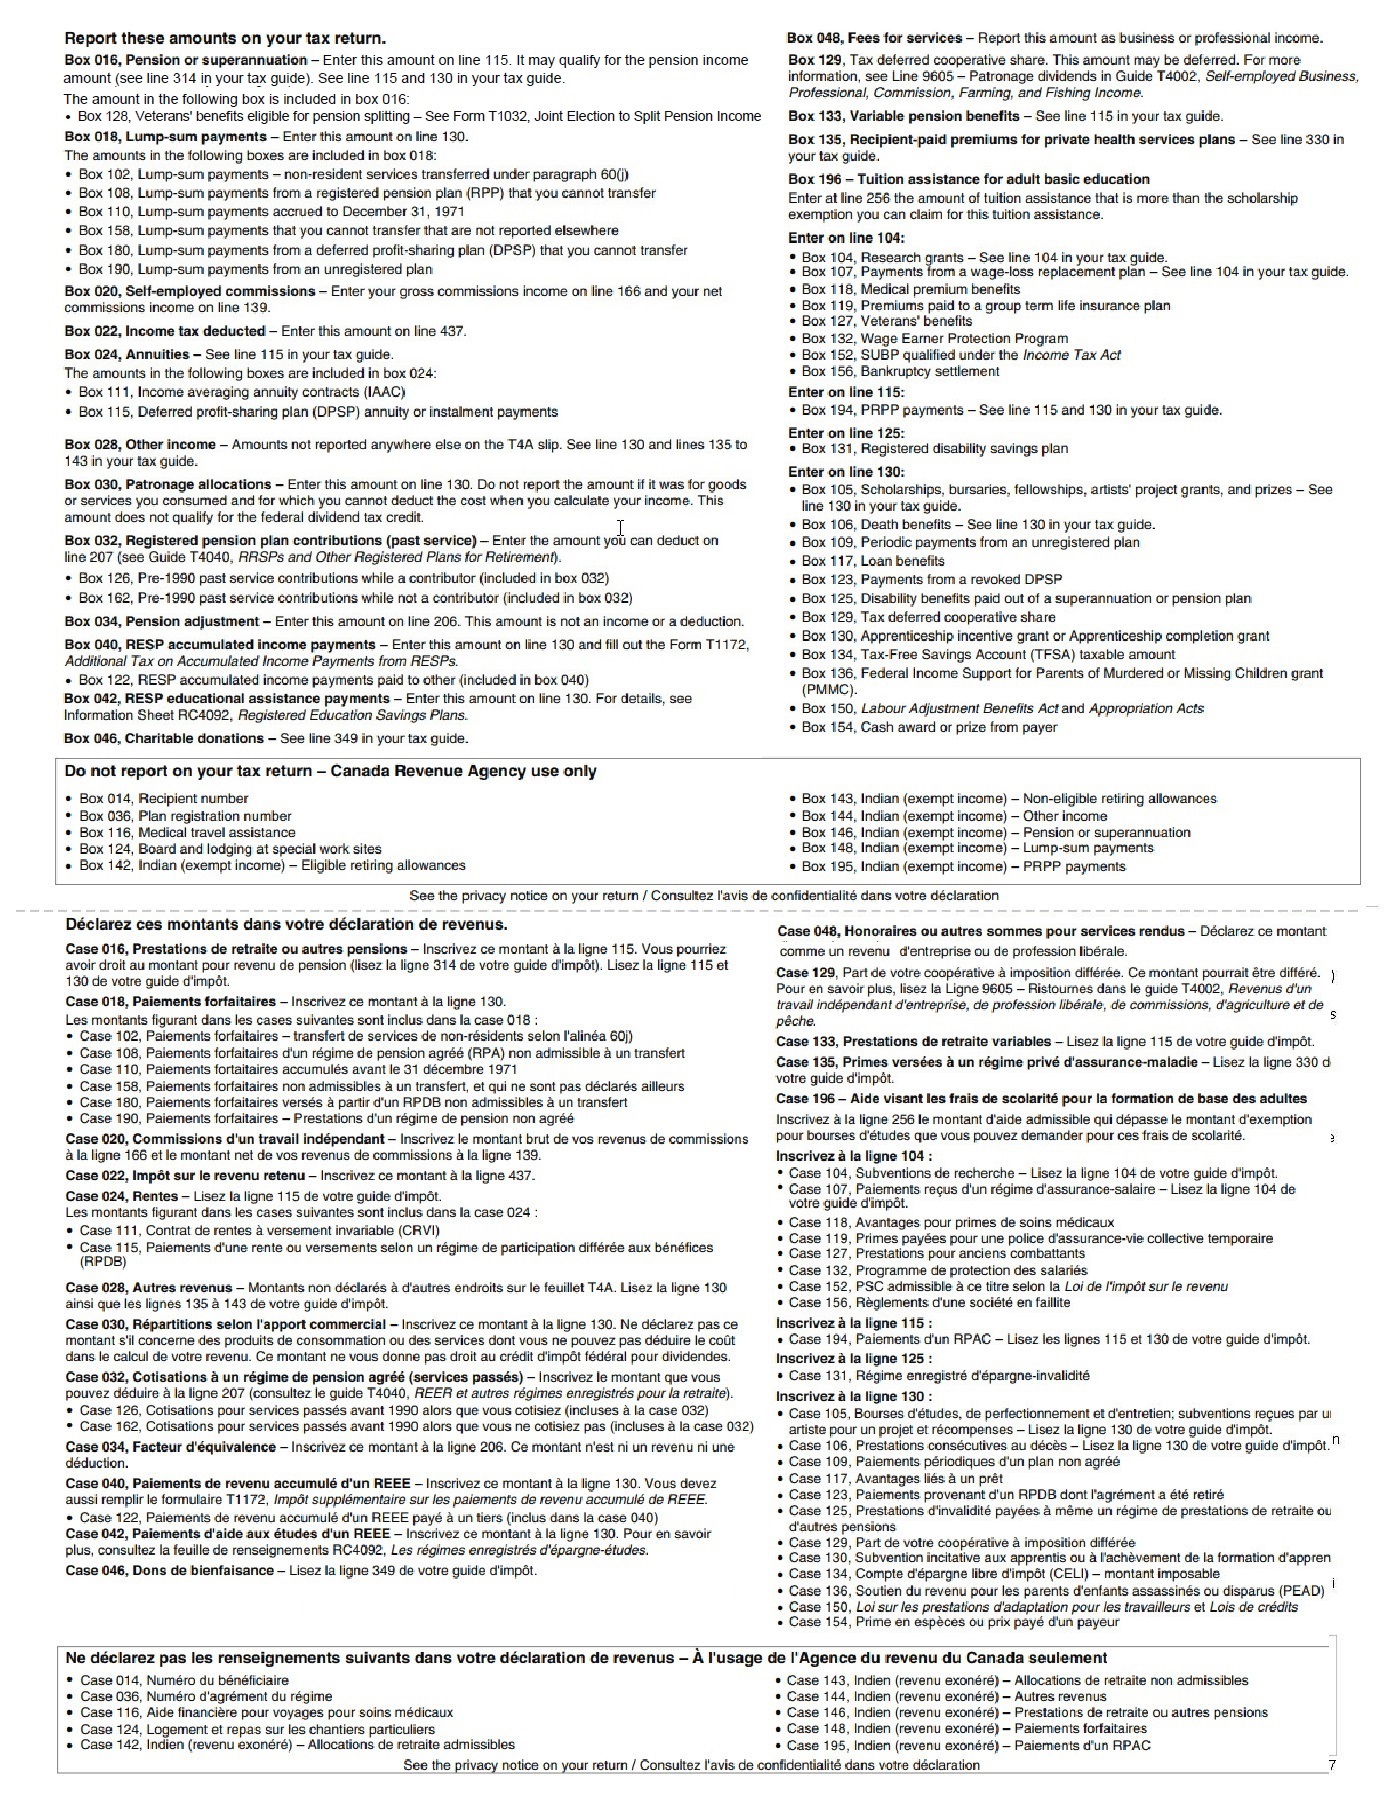 Report these amounts on your tax return.
Box 016, Pension or superannuation – Enter this amount on line 115. It may qualify for the pension income
amount (see line 314 in your tax guide). See line 115 and 130 in your tax guide.
The amount in the following box is included in box 016:
• Box 128, Veterans' benefits eligible for pension splitting – See Form T1032, Joint Election to Split Pension Income
Box 018, Lump-sum payments – Enter this amount on line 130.
The amounts in the following boxes are included in box 018:
• Box 102, Lump-sum payments – non-resident services transferred under paragraph 60(j)
• Box 108, Lump-sum payments from a registered pension plan (RPP) that you cannot transfer
• Box 110, Lump-sum payments accrued to December 31, 1971
• Box 158, Lump-sum payments that you cannot transfer that are not reported elsewhere
• Box 180, Lump-sum payments from a deferred profit-sharing plan (DPSP) that you cannot transfer
• Box 190, Lump-sum payments from an unregistered plan
Box 020, Self-employed commissions – Enter your gross commissions income on line 166 and your net
commissions income on line 139.
Box 022, Income tax deducted – Enter this amount on line 437.
Box 024, Annuities – See line 115 in your tax guide.
The amounts in the following boxes are included in box 024:
• Box 111, Income averaging annuity contracts (IAAC)
• Box 115, Deferred profit-sharing plan (DPSP) annuity or instalment payments
Box 028, Other income – Amounts not reported anywhere else on the T4A slip. See line 130 and lines 135 to
143 in your tax guide.
Box 030, Patronage allocations – Enter this amount on line 130. Do not report the amount if it was for goods
or services you consumed and for which you cannot deduct the cost when you calculate your income. This
amount does not qualify for the federal dividend tax credit.
Box 032, Registered pension plan contributions (past service) – Enter the amount you can deduct on
line 207 (see Guide T4040, RRSPs and Other Registered Plans for Retirement).
• Box 126, Pre-1990 past service contributions while a contributor (included in box 032)
• Box 162, Pre-1990 past service contributions while not a contributor (included in box 032)
Box 034, Pension adjustment – Enter this amount on line 206. This amount is not an income or a deduction.
Box 040, RESP accumulated income payments – Enter this amount on line 130 and fill out the Form T1172,
Additional Tax on Accumulated Income Payments from RESPs.
• Box 122, RESP accumulated income payments paid to other (included in box 040)
Box 042, RESP educational assistance payments – Enter this amount on line 130. For details, see
Information Sheet RC4092, Registered Education Savings Plans.
Box 046, Charitable donations – See line 349 in your tax guide.
Box 048, Fees for services – Report this amount as business or professional income.
Box 129, Tax deferred cooperative share. This amount may be deferred. For more
information, see Line 9605 – Patronage dividends in Guide T4002, Self-employed Business,
Professional, Commission, Farming, and Fishing Income.
Box 133, Variable pension benefits – See line 115 in your tax guide.
Box 135, Recipient-paid premiums for private health services plans – See line 330 in
your tax guide.
Box 196 – Tuition assistance for adult basic education
Enter at line 256 the amount of tuition assistance that is more than the scholarship
exemption you can claim for this tuition assistance.
Enter on line 104:
• Box 104, Research grants – See line 104 in your tax guide.
• Box 107, Payments from a wage-loss replacement plan – See line 104 in your tax guide.
• Box 118, Medical premium benefits
• Box 119, Premiums paid to a group term life insurance plan
• Box 127, Veterans' benefits
• Box 132, Wage Earner Protection Program
• Box 152, SUBP qualified under the Income Tax Act
• Box 156, Bankruptcy settlement
Enter on line 115:
• Box 194, PRPP payments – See line 115 and 130 in your tax guide.
Enter on line 125:
• Box 131, Registered disability savings plan
Enter on line 130:
• Box 105, Scholarships, bursaries, fellowships, artists' project grants, and prizes – See
line 130 in your tax guide.
• Box 106, Death benefits – See line 130 in your tax guide.
• Box 109, Periodic payments from an unregistered plan
• Box 117, Loan benefits
• Box 123, Payments from a revoked DPSP
• Box 125, Disability benefits paid out of a superannuation or pension plan
• Box 129, Tax deferred cooperative share
• Box 130, Apprenticeship incentive grant or Apprenticeship completion grant
• Box 134, Tax-Free Savings Account (TFSA) taxable amount
• Box 136, Federal Income Support for Parents of Murdered or Missing Children grant
(PMMC).
• Box 150, Labour Adjustment Benefits Act and Appropriation Acts
• Box 154, Cash award or prize from payer
Do not report on your tax return – Canada Revenue Agency use only
• Box 014, Recipient number
• Box 036, Plan registration number
• Box 116, Medical travel assistance
• Box 124, Board and lodging at special work sites
• Box 142, Indian (exempt income) – Eligible retiring allowances
• Box 143, Indian (exempt income) – Non-eligible retiring allowances
• Box 144, Indian (exempt income) – Other income
• Box 146, Indian (exempt income) – Pension or superannuation
• Box 148, Indian (exempt income) – Lump-sum payments
• Box 195, Indian (exempt income) – PRPP payments
See the privacy notice on your return / Consultez l'avis de confidentialité dans votre déclaration
Déclarez ces montants dans votre déclaration de revenus.
Case 016, Prestations de retraite ou autres pensions – Inscrivez ce montant à la ligne 115. Vous pourriez
avoir droit au montant pour revenu de pension (lisez la ligne 314 de votre guide d'impôt). Lisez la ligne 115 et
130 de votre guide d'impôt.
Case 018, Paiements forfaitaires – Inscrivez ce montant à la ligne 130.
Les montants figurant dans les cases suivantes sont inclus dans la case 018 :
• Case 102, Paiements forfaitaires – transfert de services de non-résidents selon l'alinéa 60j)
• Case 108, Paiements forfaitaires d'un régime de pension agréé (RPA) non admissible à un transfert
• Case 110, Paiements forfaitaires accumulés avant le 31 décembre 1971
• Case 158, Paiements forfaitaires non admissibles à un transfert, et qui ne sont pas déclarés ailleurs
• Case 180, Paiements forfaitaires versés à partir d'un RPDB non admissibles à un transfert
• Case 190, Paiements forfaitaires – Prestations d'un régime de pension non agréé
Case 020, Commissions d'un travail indépendant – Inscrivez le montant brut de vos revenus de commissions
à la ligne 166 et le montant net de vos revenus de commissions à la ligne 139.
Case 022, Impôt sur le revenu retenu – Inscrivez ce montant à la ligne 437.
Case 024, Rentes – Lisez la ligne 115 de votre guide d'impôt.
Les montants figurant dans les cases suivantes sont inclus dans la case 024 :
• Case 111, Contrat de rentes à versement invariable (CRVI)
• Case 115, Paiements d'une rente ou versements selon un régime de participation différée aux bénéfices
(RPDB)
Case 028, Autres revenus – Montants non déclarés à d'autres endroits sur le feuillet T4A. Lisez la ligne 130
ainsi que les lignes 135 à 143 de votre guide d'impôt.
Case 030, Répartitions selon l'apport commercial – Inscrivez ce montant à la ligne 130. Ne déclarez pas ce
montant s'il concerne des produits de consommation ou des services dont vous ne pouvez pas déduire le coût
dans le calcul de votre revenu. Ce montant ne vous donne pas droit au crédit d'impôt fédéral pour dividendes.
Case 032, Cotisations à un régime de pension agréé (services passés) – Inscrivez le montant que vous
pouvez déduire à la ligne 207 (consultez le guide T4040, REER et autres régimes enregistrés pour la retraite).
• Case 126, Cotisations pour services passés avant 1990 alors que vous cotisiez (incluses à la case 032)
• Case 162, Cotisations pour services passés avant 1990 alors que vous ne cotisiez pas (incluses à la case 032)
Case 034, Facteur d'équivalence – Inscrivez ce montant à la ligne 206. Ce montant n'est ni un revenu ni une
déduction.
Case 040, Paiements de revenu accumulé d'un REEE – Inscrivez ce montant à la ligne 130. Vous devez
aussi remplir le formulaire T1172, Impôt supplémentaire sur les paiements de revenu accumulé de REEE.
• Case 122, Paiements de revenu accumulé d'un REEE payé à un tiers (inclus dans la case 040)
Case 042, Paiements d'aide aux études d'un REEE – Inscrivez ce montant à la ligne 130. Pour en savoir
plus, consultez la feuille de renseignements RC4092, Les régimes enregistrés d'épargne-études.
Case 046, Dons de bienfaisance – Lisez la ligne 349 de votre guide d'impôt.
Case 048, Honoraires ou autres sommes pour services rendus – Déclarez ce montant
comme un revenu d'entreprise ou de profession libérale.
Case 129, Part de votre coopérative à imposition différée. Ce montant pourrait être différé.
Pour en savoir plus, lisez la Ligne 9605 – Ristournes dans le guide T4002, Revenus d'un
travail indépendant d'entreprise, de profession libérale, de commissions, d'agriculture et de
pêche.
Case 133, Prestations de retraite variables – Lisez la ligne 115 de votre guide d'impôt.
Case 135, Primes versées à un régime privé d'assurance-maladie – Lisez la ligne 330 d
votre guide d'impôt.
Case 196 – Aide visant les frais de scolarité pour la formation de base des adultes
Inscrivez à la ligne 256 le montant d'aide admissible qui dépasse le montant d'exemption
pour bourses d'études que vous pouvez demander pour ces frais de scolarité.
Inscrivez à la ligne 104 :
• Case 104, Subventions de recherche – Lisez la ligne 104 de votre guide d'impôt.
• Case 107, Paiements reçus d'un régime d'assurance-salaire – Lisez la ligne 104 de
votre guide d'impôt.
• Case 118, Avantages pour primes de soins médicaux
• Case 119, Primes payées pour une police d'assurance-vie collective temporaire
• Case 127, Prestations pour anciens combattants
• Case 132, Programme de protection des salariés
• Case 152, PSC admissible à ce titre selon la Loi de l'impôt sur le revenu
• Case 156, Règlements d'une société en faillite
Inscrivez à la ligne 115 :
• Case 194, Paiements d'un RPAC – Lisez les lignes 115 et 130 de votre guide d'impôt.
Inscrivez à la ligne 125 :
• Case 131, Régime enregistré d'épargne-invalidité
Inscrivez à la ligne 130 :
• Case 105, Bourses d'études, de perfectionnement et d'entretien; subventions reçues par u
artiste pour un projet et récompenses – Lisez la ligne 130 de votre guide d'impôt.
• Case 106, Prestations consécutives au décès – Lisez la ligne 130 de votre guide d'impôt.
• Case 109, Paiements périodiques d'un plan non agréé
• Case 117, Avantages liés à un prêt
• Case 123, Paiements provenant d'un RPDB dont l'agrément a été retiré
• Case 125, Prestations d'invalidité payées à même un régime de prestations de retraite ou
d'autres pensions
• Case 129, Part de votre coopérative à imposition différée
• Case 130, Subvention incitative aux apprentis ou à l'achèvement de la formation d'appren
• Case 134, Compte d'épargne libre d'impôt (CELI) – montant imposable
• Case 136, Soutien du revenu pour les parents d'enfants assassinés ou disparus (PEAD)
• Case 150, Loi sur les prestations d'adaptation pour les travailleurs et Lois de crédits
• Case 154, Prime en espèces ou prix payé d'un payeur
Ne déclarez pas les renseignements suivants dans votre déclaration de revenus – À l'usage de l'Agence du revenu du Canada seulement
• Case 014, Numéro du bénéficiaire
• Case 036, Numéro d'agrément du régime
• Case 116, Aide financière pour voyages pour soins médicaux
• Case 124, Logement et repas sur les chantiers particuliers
• Case 142, Indien (revenu exonéré) – Allocations de retraite admissibles
• Case 143, Indien (revenu exonéré) – Allocations de retraite non admissibles
• Case 144, Indien (revenu exonéré) – Autres revenus
• Case 146, Indien (revenu exonéré) – Prestations de retraite ou autres pensions
• Case 148, Indien (revenu exonéré) – Paiements forfaitaires
• Case 195, Indien (revenu exonéré) – Paiements d'un RPAC
See the privacy notice on your return / Consultez l'avis de confidentialité dans votre déclaration
7